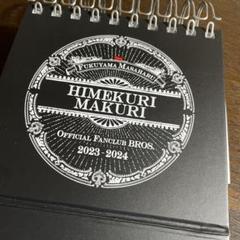 FUKUYAMA MASAHARU
HIMEKURI
MAKURI
OFFICIAL FANCLUB BROS.
2023-2024